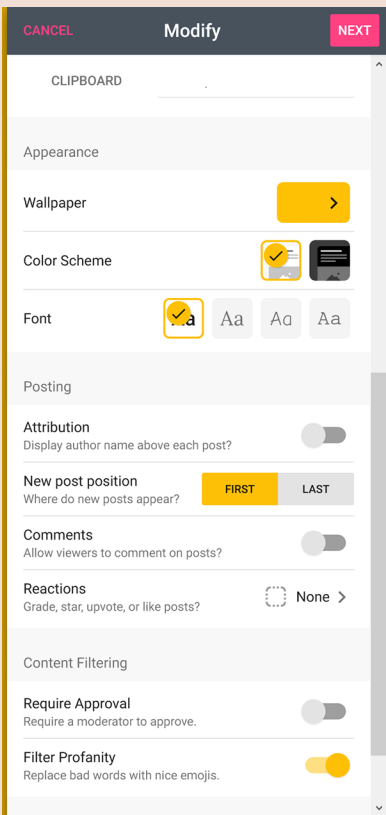 CANCEL Modify NEXT
CLIPBOARD .
Appearance
Wallpaper
Color Scheme
Font Aa Aa Aa
Posting
Attribution
Display author name above each post?
New post position FIRST LAST
Where do new posts appear?
Comments
Allow viewers to comment on posts?
Reactions None
Grade, star, upvote, or like posts?
Content Filtering
Require Approval
Require a moderator to approve.
Filter Profanity
Replace bad words with nice emojis.